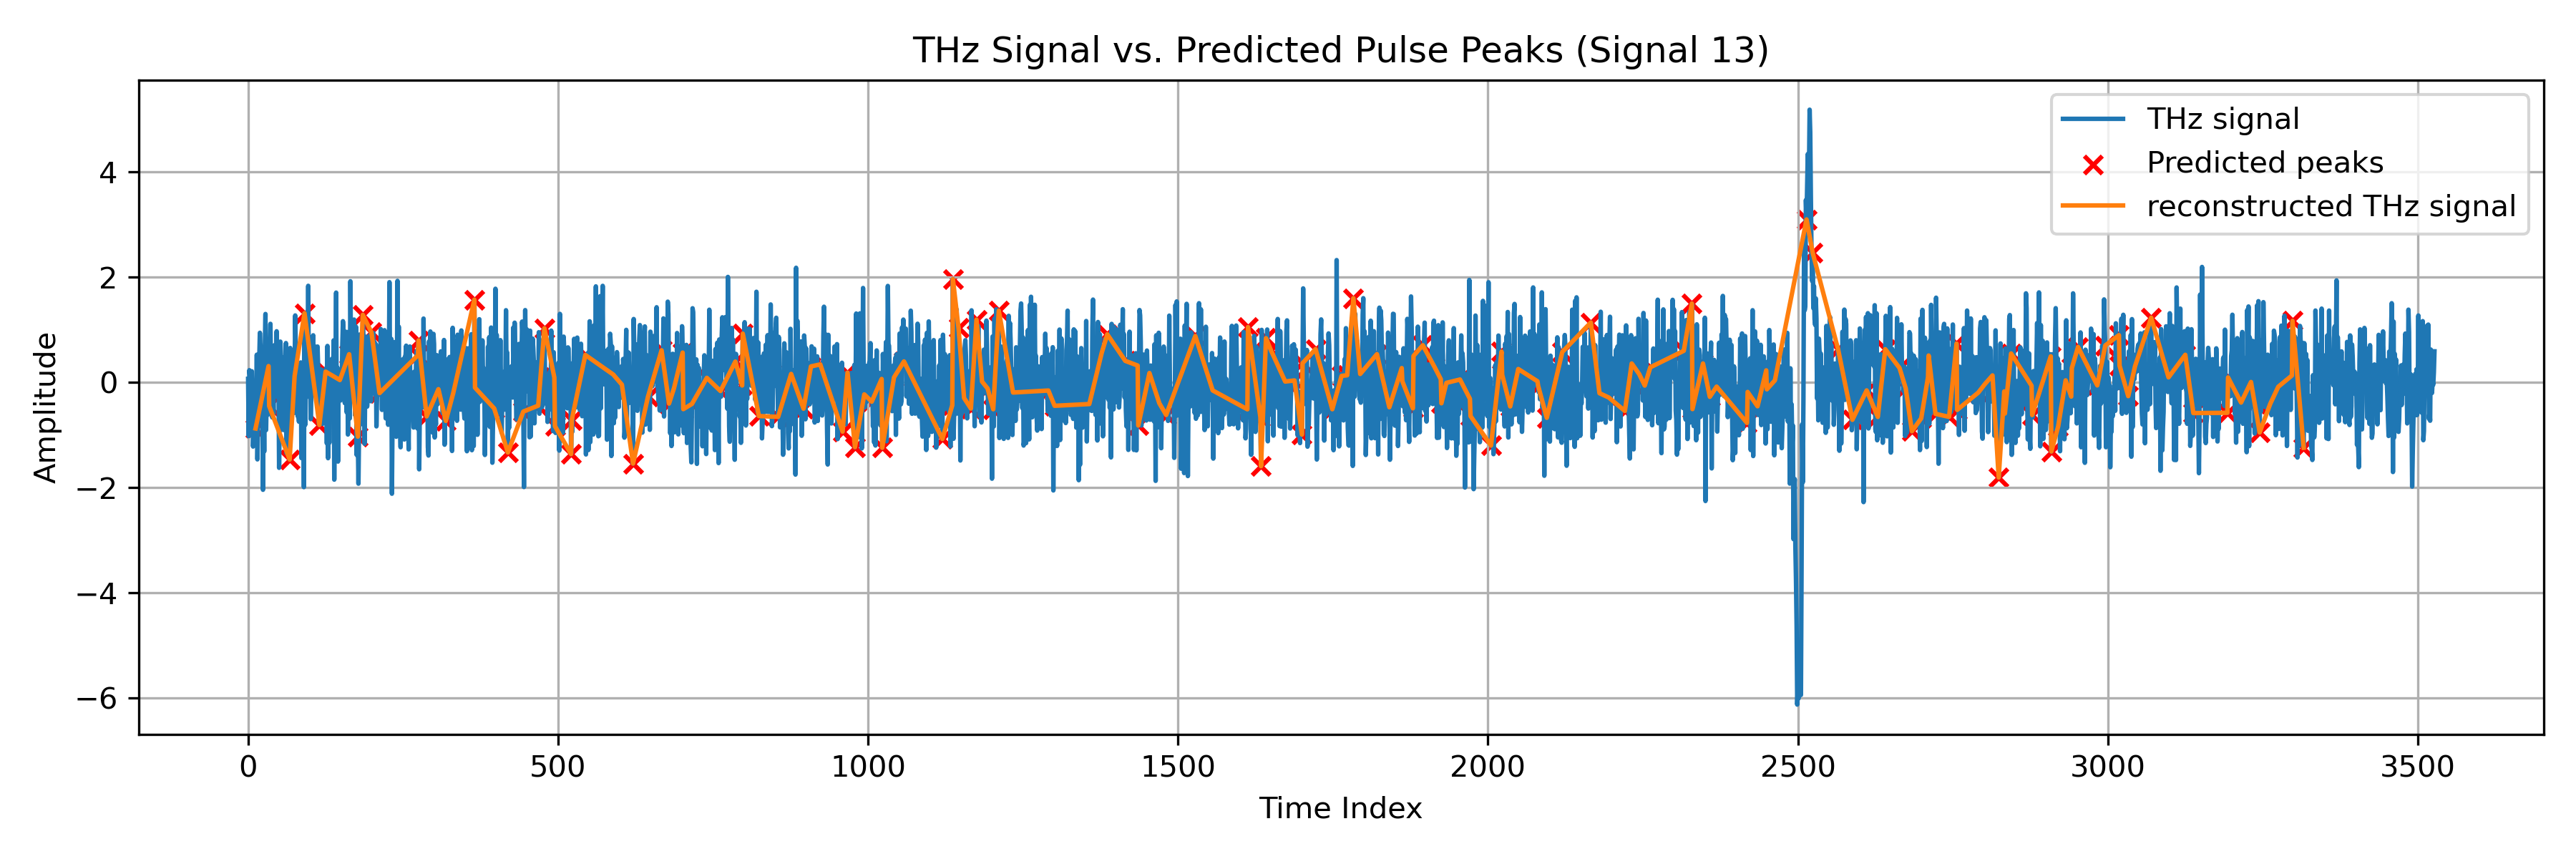 THz Signal vs. Predicted Pulse Peaks (Signal 13)
THz signal
Predicted peaks
reconstructed THz signal
Amplitude
4
2
0
−2
−4
−6
0 500 1000 1500 2000 2500 3000 3500
Time Index